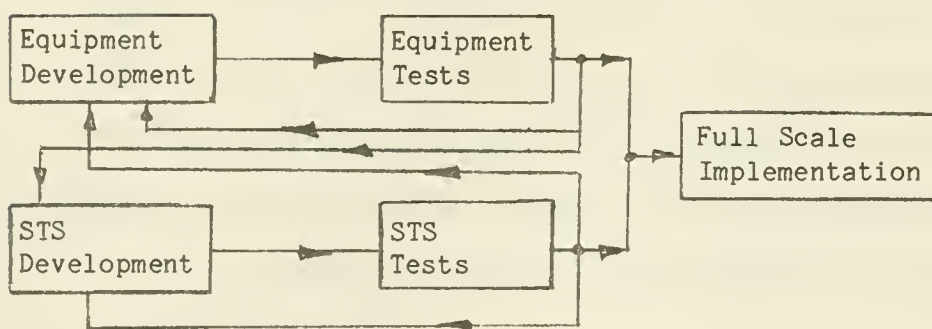 Equipment
Development
Equipment
Tests
Full Scale
Implementation
STS
Development
STS
Tests